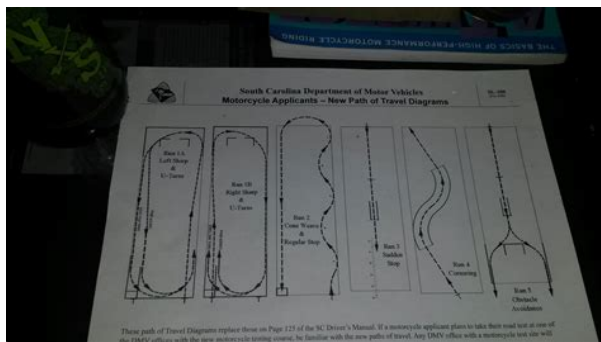 THE BASICS OF HIGH-PERFORMANCE MOTORCYCLE RIDING
N+S
South Carolina Department of Motor Vehicles
Motorcycle Applicants – New Path of Travel Diagrams
Run 1A
Left Sharp
&
U-Turns
Run 1B
Right Sharp
&
U-Turns
Run 2
Cone Weave
&
Regular Stop
Run 3
Sudden
Stop
Run 4
Cornering
Run 5
Obstacle
Avoidance
These path of Travel Diagrams replace those on Page 125 of the SC Driver's Manual. If a motorcycle applicant plans to take their road test at one of
the DMV offices with the new motorcycle testing course, be familiar with the new paths of travel. Any DMV office with a motorcycle test site will